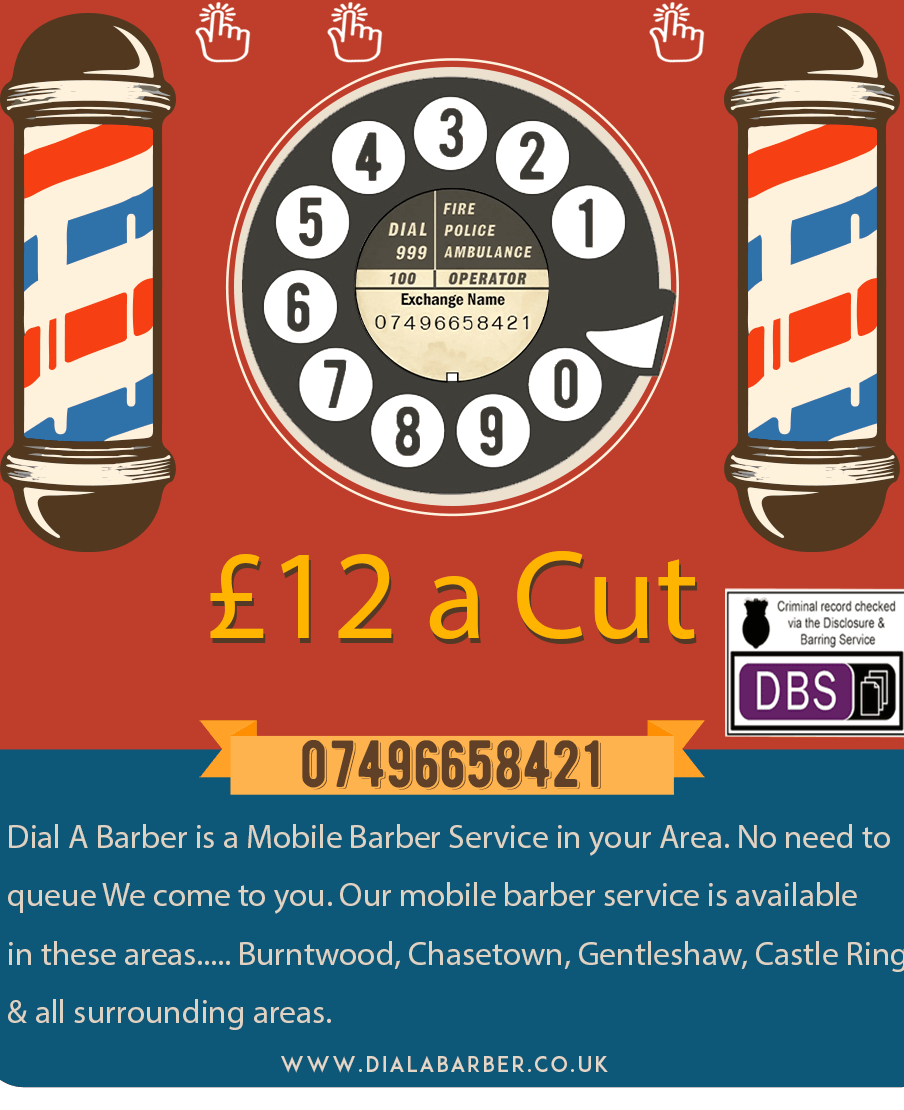 3
4
2
5
1
6
7
0
8
9
DIAL
999
FIRE
POLICE
AMBULANCE
100 OPERATOR
Exchange Name
07496658421
£12 a Cut
Criminal record checked
via the Disclosure &
Barring Service
DBS
07496658421
Dial A Barber is a Mobile Barber Service in your Area. No need to
queue We come to you. Our mobile barber service is available
in these areas..... Burntwood, Chasetown, Gentleshaw, Castle Ring
& all surrounding areas.
WWW.DIALABARBER.CO.UK